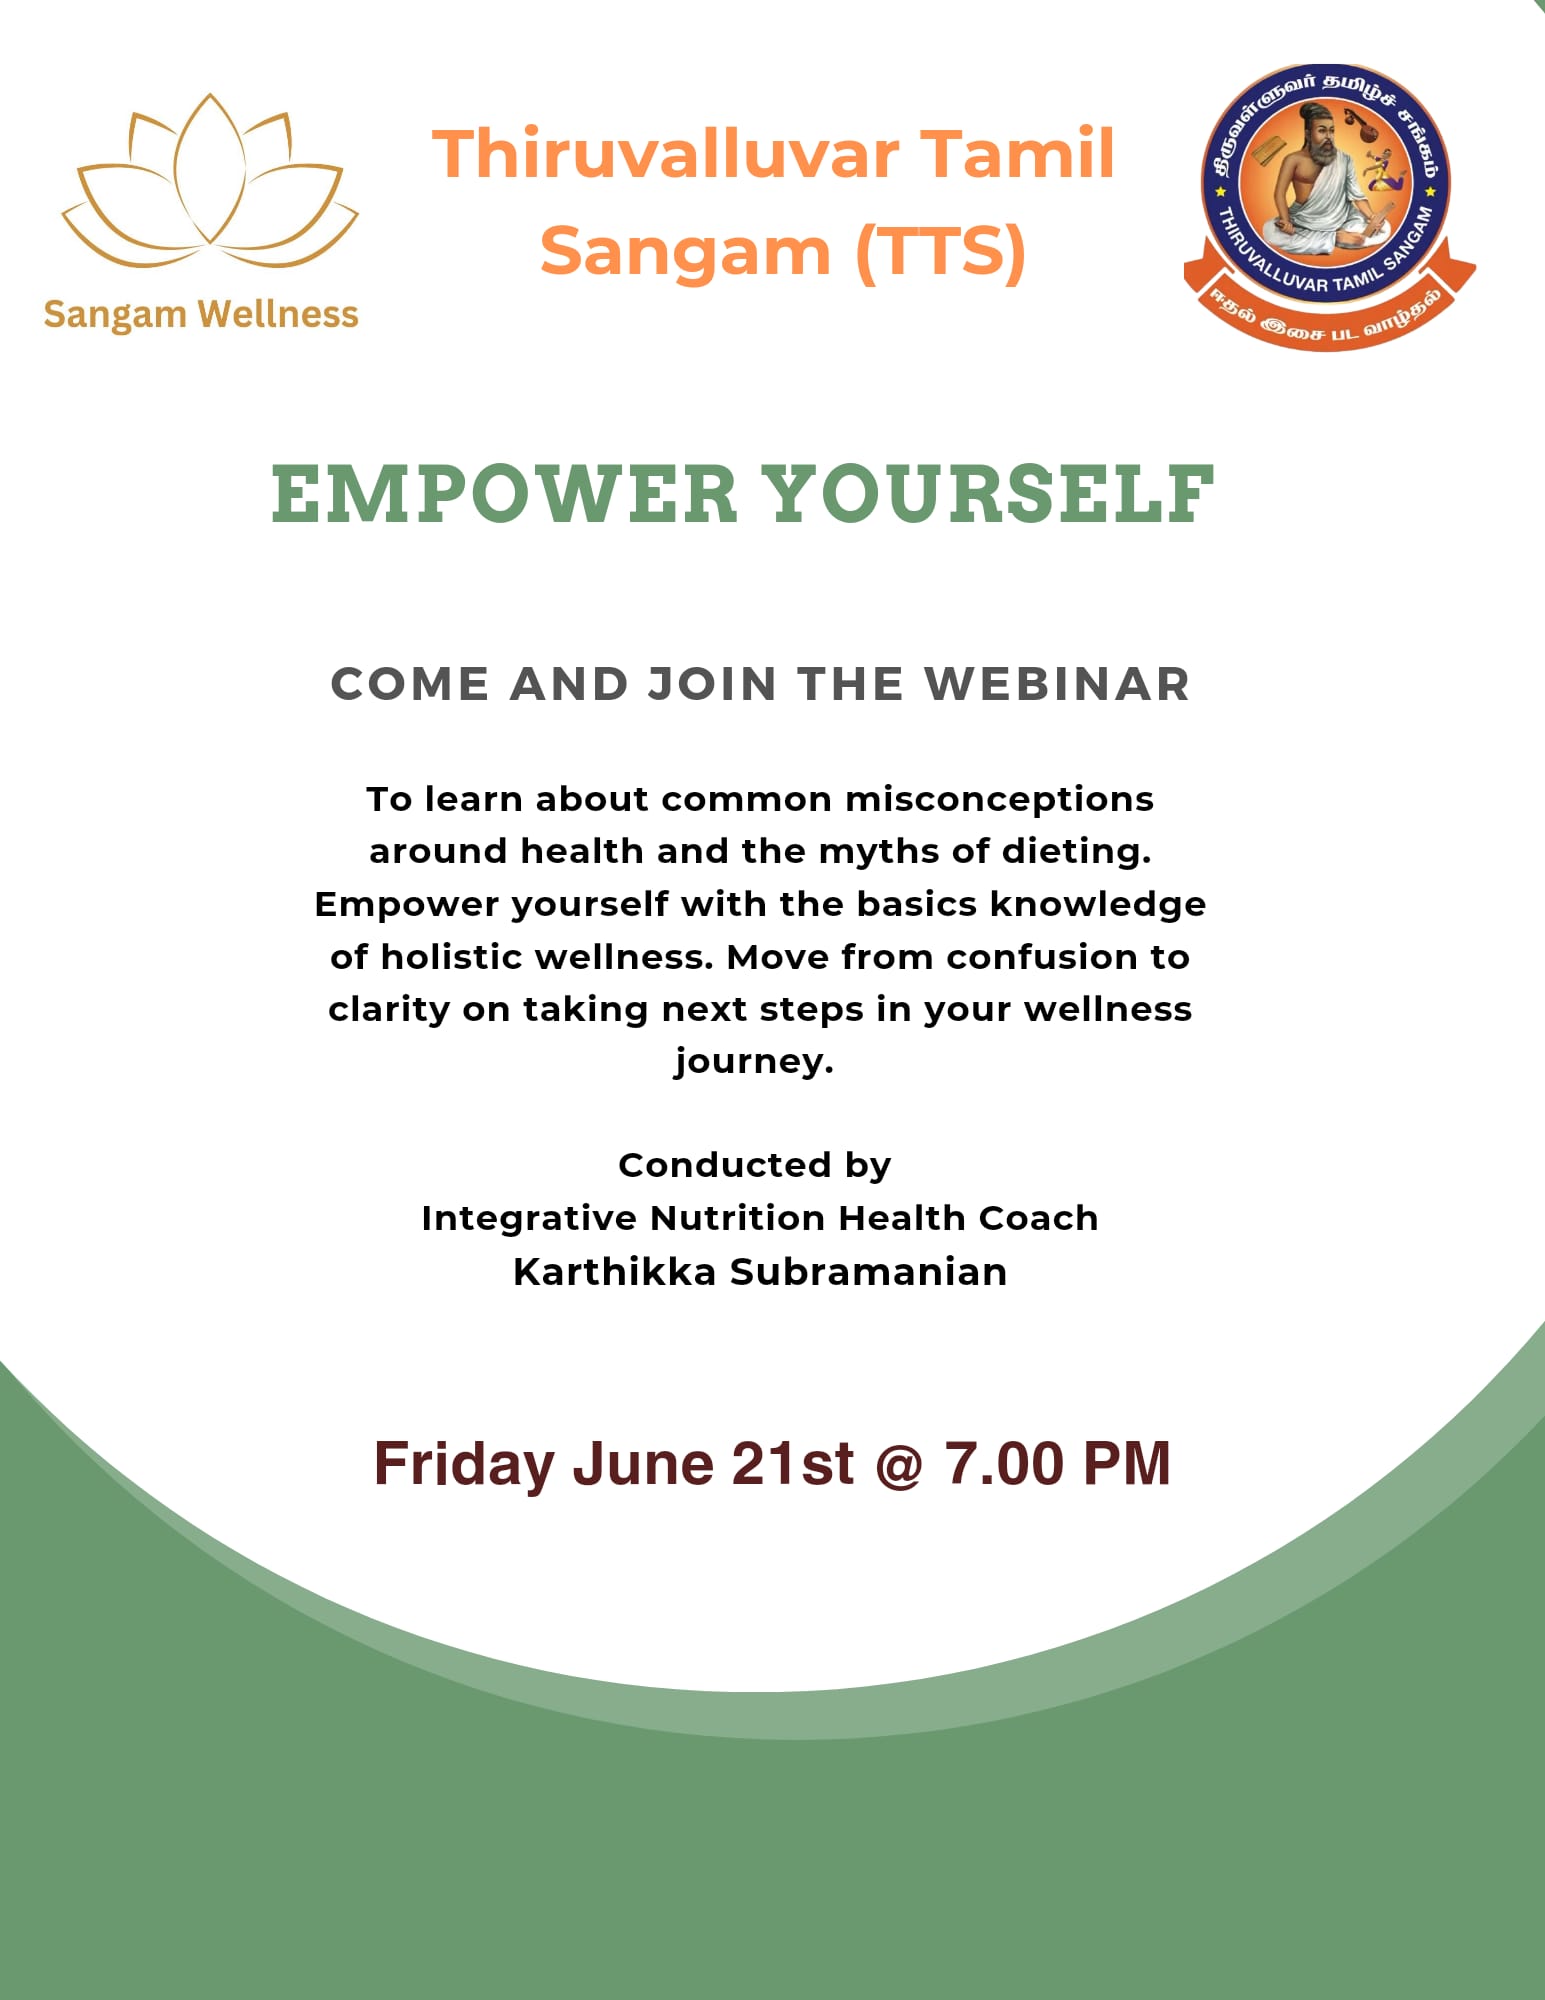 Sangam Wellness
Thiruvalluvar Tamil
Sangam (TTS)
திருவள்ளுவர் தமிழ்ச் சங்கம்
THIRUVALLUVAR TAMIL SANGAM
ஈதல் இசை பட வாழ்தல்
EMPOWER YOURSELF
COME AND JOIN THE WEBINAR
To learn about common misconceptions
around health and the myths of dieting.
Empower yourself with the basics knowledge
of holistic wellness. Move from confusion to
clarity on taking next steps in your wellness
journey.
Conducted by
Integrative Nutrition Health Coach
Karthikka Subramanian
Friday June 21st @ 7.00 PM